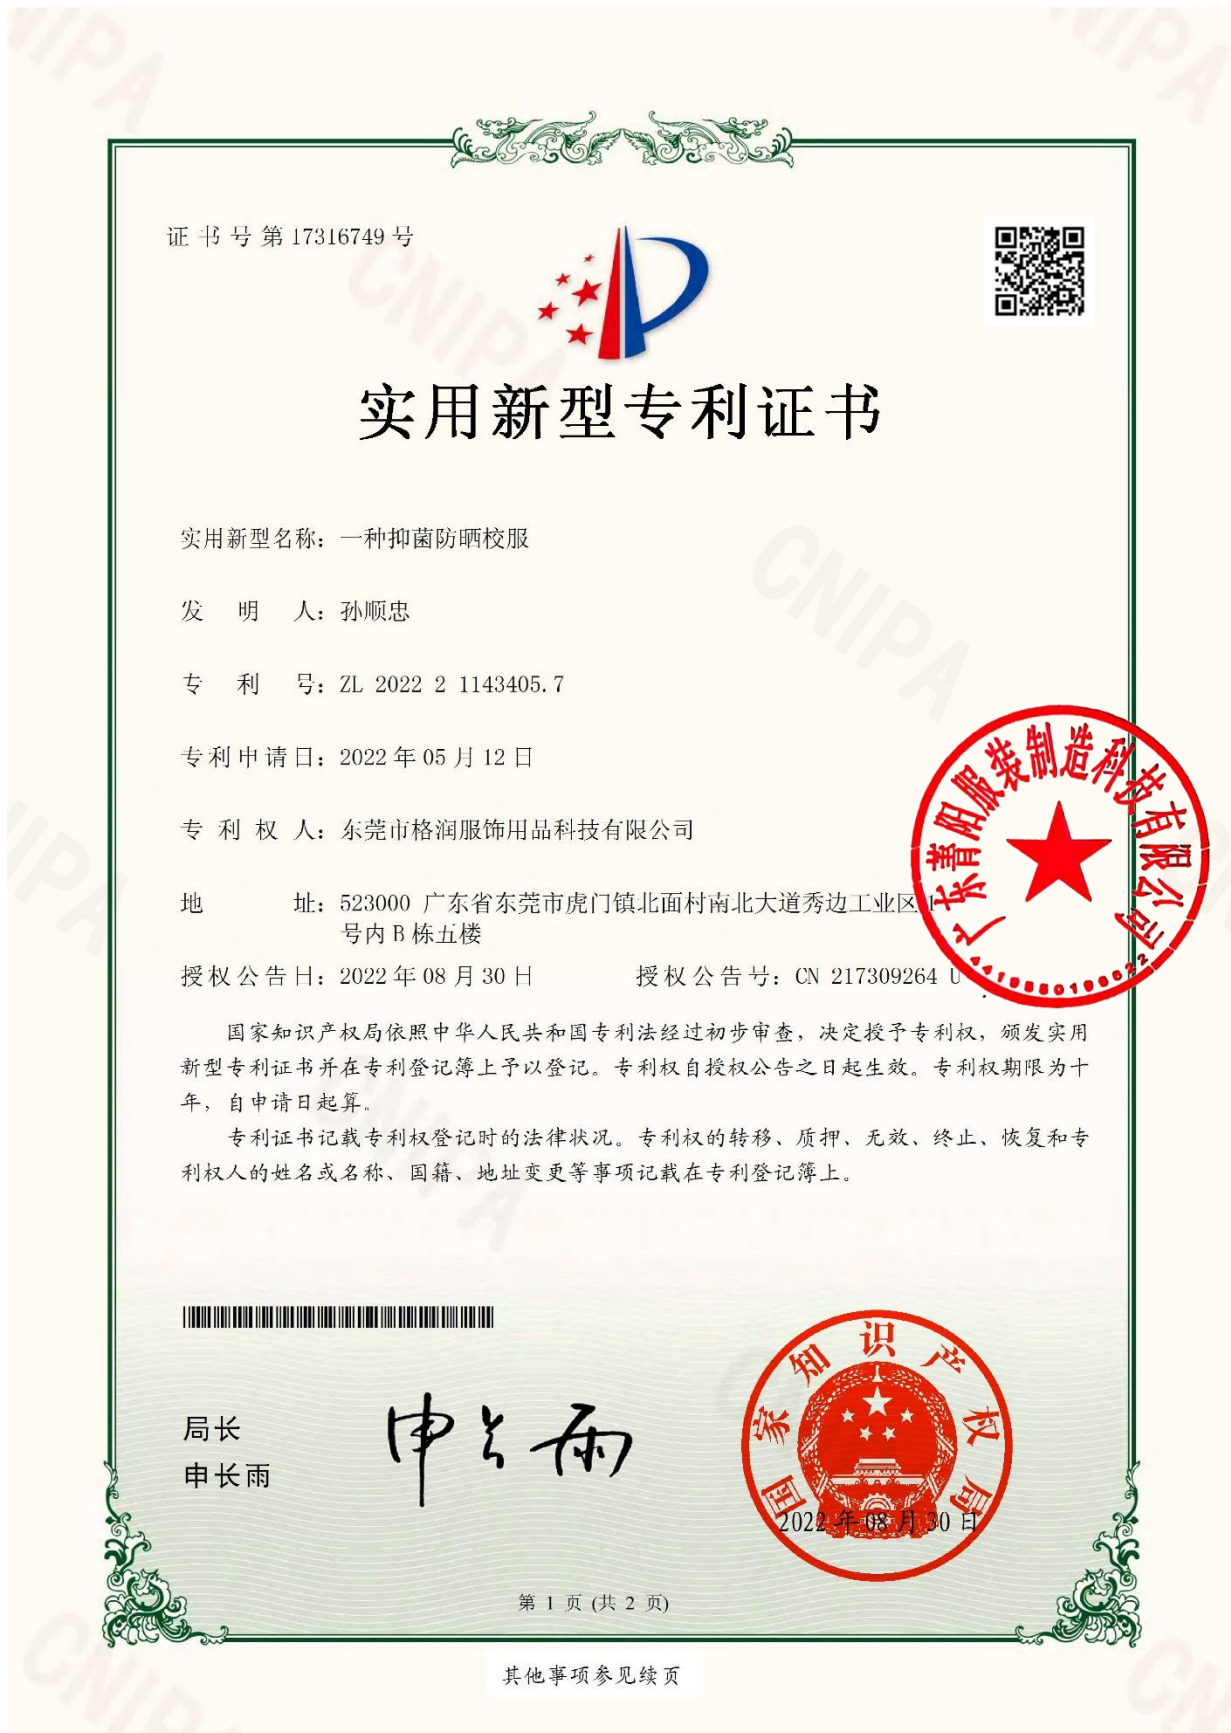 证书号第17316749号
实用新型专利证书
实用新型名称：一种抑菌防晒校服
发明人：孙顺忠
专利号：ZL 2022 2 1143405.7
专利申请日：2022年05月12日
专利权人：东莞市格润服饰用品科技有限公司
地址：523000 广东省东莞市虎门镇北面村南北大道秀边工业区1
号内B栋五楼
授权公告日：2022年08月30日 授权公告号：CN 217309264 U
广东善阳服装制造科技有限公司
国家知识产权局依照中华人民共和国专利法经过初步审查，决定授予专利权，颁发实用
新型专利证书并在专利登记簿上予以登记。专利权自授权公告之日起生效。专利权期限为十
年，自申请日起算。
专利证书记载专利权登记时的法律状况。专利权的转移、质押、无效、终止、恢复和专
利权人的姓名或名称、国籍、地址变更等事项记载在专利登记簿上。
局长
申长雨
申长雨
国家知识产权局
2022年08月30日
第 1 页 (共 2 页)
其他事项参见续页
CNIPA
CNIPA
CNIPA
CNIPA
CNIPA